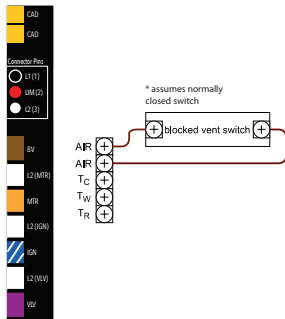 CAD
CAD
Connector Pins
L1 (1)
LIM (2)
L2 (3)
BV
L2 (MTR)
MTR
L2 (IGN)
IGN
L2 (VLV)
VLV
* assumes normally
closed switch
blocked vent switch
AIR
AIR
TC
TW
TR